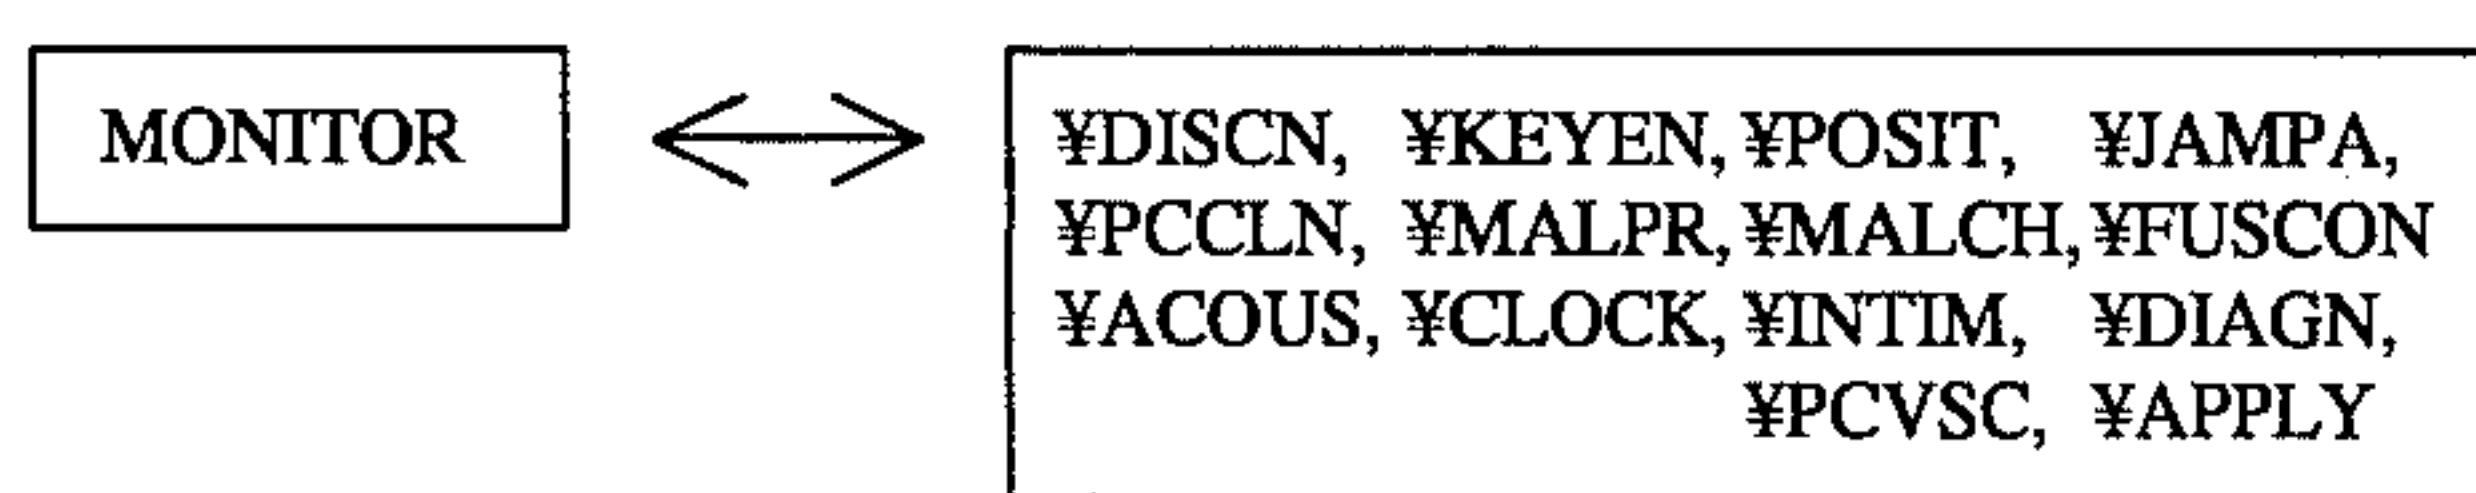 MONITOR
¥DISCN, ¥KEYEN, ¥POSIT, ¥JAMPA,
¥PCCLN, ¥MALPR, ¥MALCH, ¥FUSCON
¥ACOUS, ¥CLOCK, ¥INTIM, ¥DIAGN,
¥PCVSC, ¥APPLY